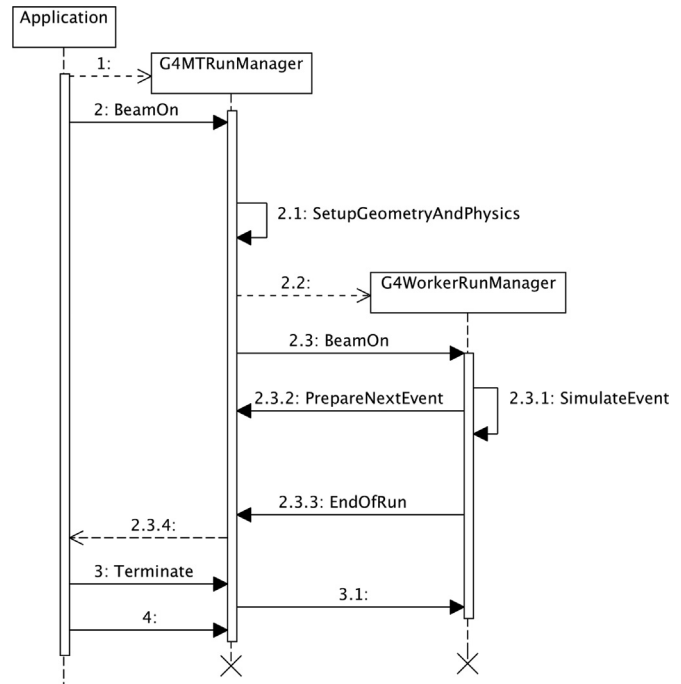 Application
1:
G4MTRunManager
2: BeamOn
2.1: SetupGeometryAndPhysics
2.2:
G4WorkerRunManager
2.3: BeamOn
2.3.2: PrepareNextEvent
2.3.1: SimulateEvent
2.3.3: EndOfRun
2.3.4:
3: Terminate
3.1:
4: